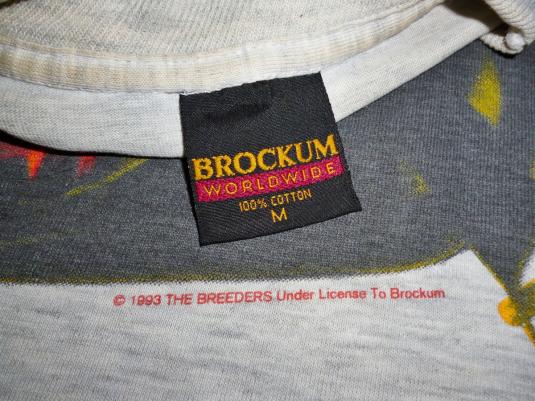 BROCKUM
WORLDWIDE
100% COTTON
M
© 1993 THE BREEDERS Under License To Brockum